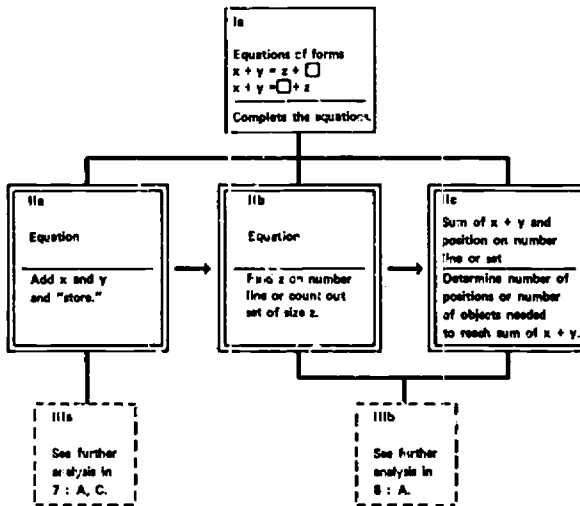 Ia
Equations of forms
x + y = z + □
x + y = □ + z
Complete the equations.
IIa
Equation
Add x and y
and "store."
IIb
Equation
Find z on number
line or count out
set of size z.
IIc
Sum of x + y and
position on number
line or set
Determine number of
positions or number
of objects needed
to reach sum of x + y.
IIIa
See further
analysis in
7 : A, C.
IIIb
See further
analysis in
8 : A.